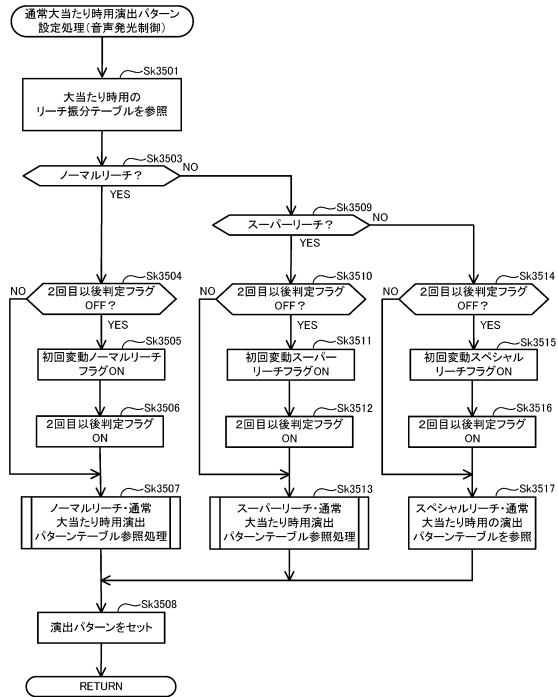 通常大当たり時用演出パターン
設定処理(音声発光制御)
Sk3501
大当たり時用の
リーチ振分テーブルを参照
Sk3503
ノーマルリーチ?
NO
YES
Sk3509
スーパーリーチ?
NO
YES
Sk3504
NO
2回目以後判定フラグ
OFF?
YES
Sk3505
初回変動ノーマルリーチ
フラグON
Sk3506
2回目以後判定フラグ
ON
Sk3507
ノーマルリーチ・通常
大当たり時用演出
パターンテーブル参照処理
Sk3510
NO
2回目以後判定フラグ
OFF?
YES
Sk3511
初回変動スーパー
リーチフラグON
Sk3512
2回目以後判定フラグ
ON
Sk3513
スーパーリーチ・通常
大当たり時用演出
パターンテーブル参照処理
Sk3514
NO
2回目以後判定フラグ
OFF?
YES
Sk3515
初回変動スペシャル
リーチフラグON
Sk3516
2回目以後判定フラグ
ON
Sk3517
スペシャルリーチ・通常
大当たり時用の演出
パターンテーブルを参照
Sk3508
演出パターンをセット
RETURN